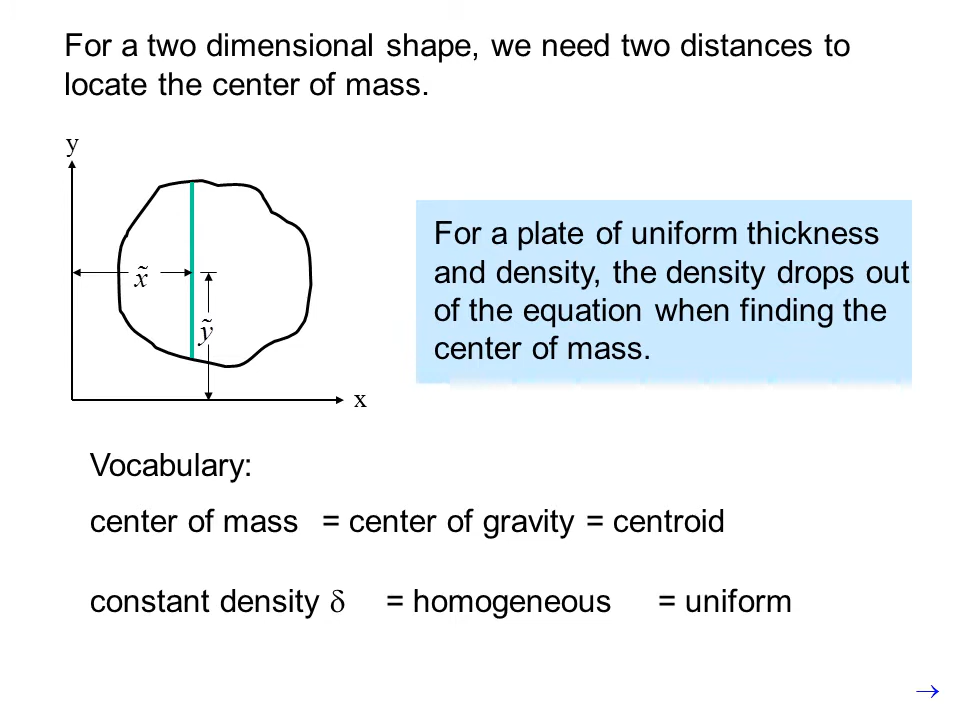 For a two dimensional shape, we need two distances to
locate the center of mass.
y
x̃
ỹ
x
For a plate of uniform thickness
and density, the density drops out
of the equation when finding the
center of mass.
Vocabulary:
center of mass = center of gravity = centroid
constant density δ = homogeneous = uniform
→